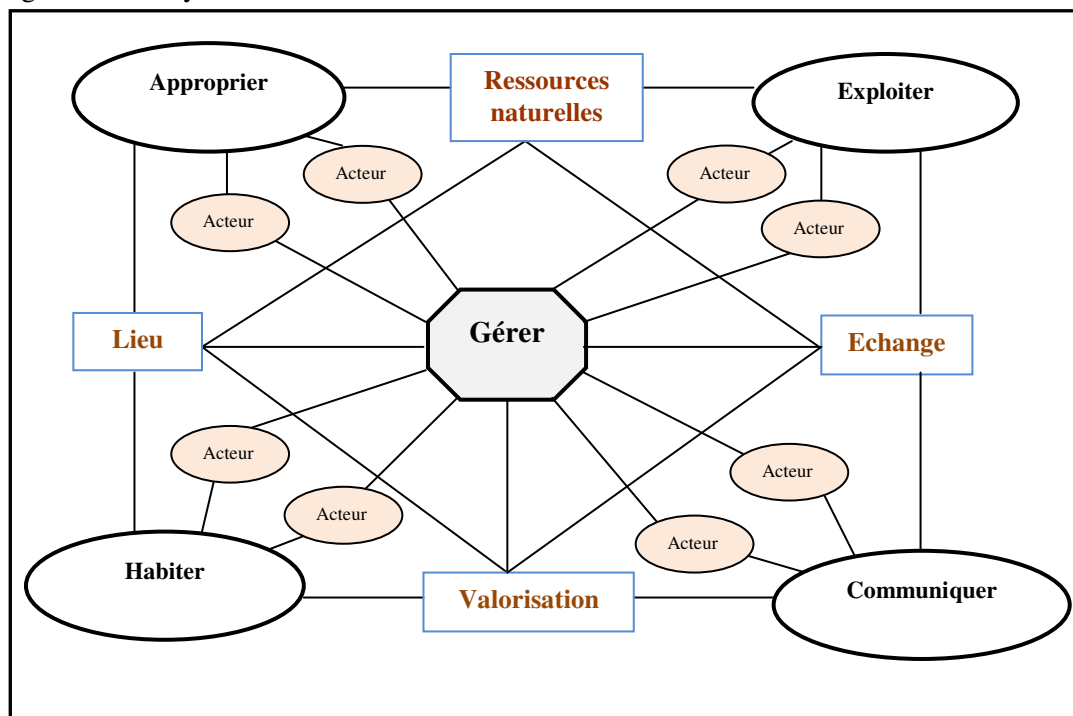 Approprier
Ressources
naturelles
Exploiter
Acteur
Acteur
Acteur
Acteur
Gérer
Lieu
Echange
Acteur
Acteur
Acteur
Acteur
Habiter
Valorisation
Communiquer